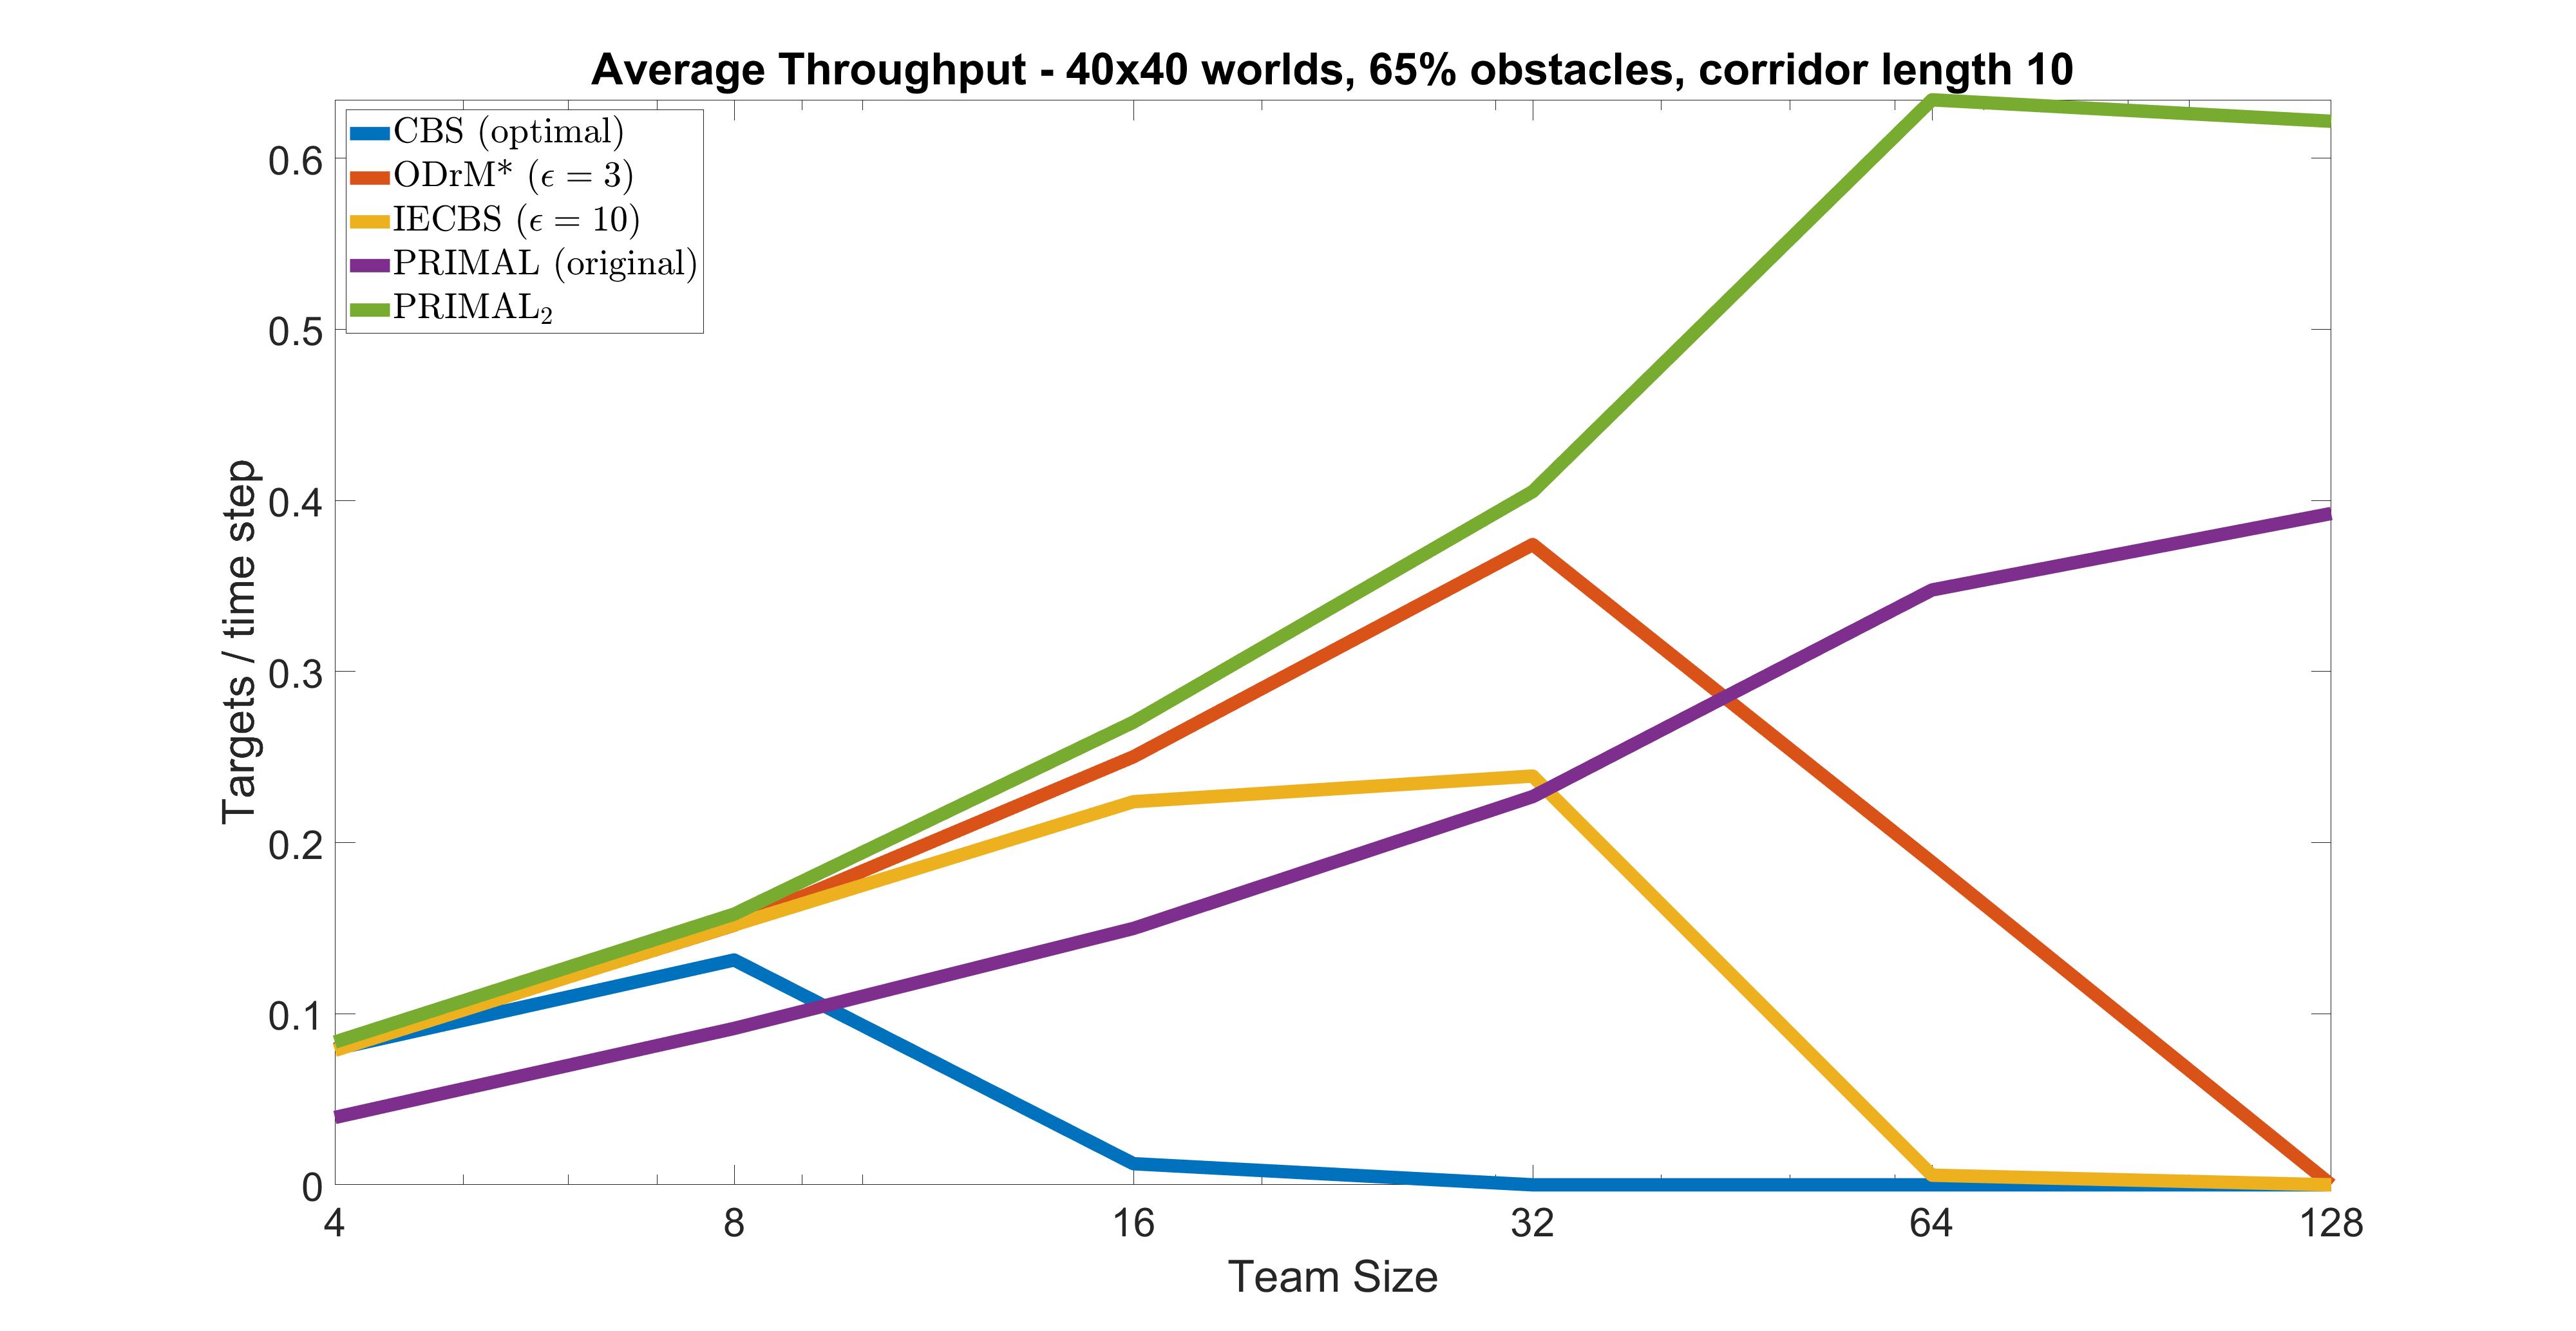 Average Throughput - 40x40 worlds, 65% obstacles, corridor length 10
CBS (optimal)
ODrM* (ϵ = 3)
IECBS (ϵ = 10)
PRIMAL (original)
PRIMAL₂
0.6
0.5
0.4
0.3
0.2
0.1
0
Targets / time step
4 8 16 32 64 128
Team Size